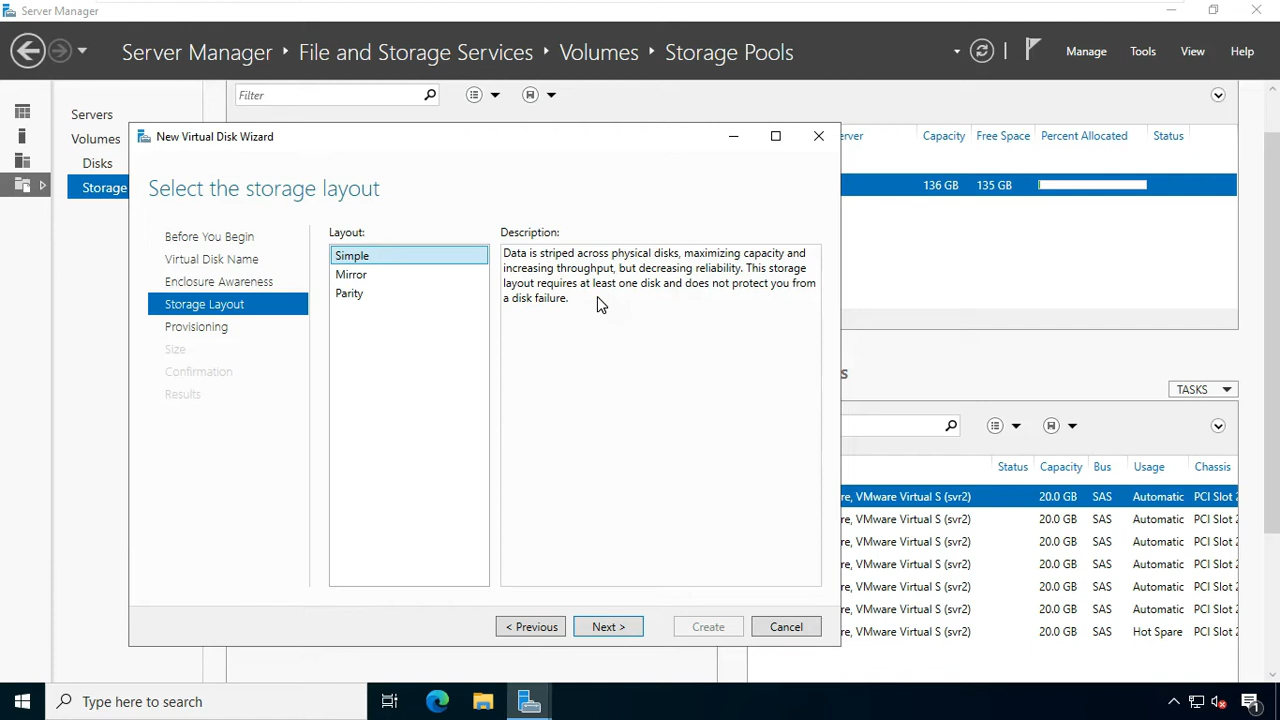 Server Manager
Server Manager File and Storage Services Volumes Storage Pools Manage Tools View Help
Filter
Servers
Volumes
Disks
Storage
Capacity Free Space Percent Allocated Status
136 GB 135 GB
New Virtual Disk Wizard
Select the storage layout
Before You Begin
Virtual Disk Name
Enclosure Awareness
Storage Layout
Provisioning
Size
Confirmation
Results
Layout:
Simple
Mirror
Parity
Description:
Data is striped across physical disks, maximizing capacity and
increasing throughput, but decreasing reliability. This storage
layout requires at least one disk and does not protect you from
a disk failure.
< Previous Next > Create Cancel
TASKS
Status Capacity Bus Usage Chassis
re, VMware Virtual S (svr2) 20.0 GB SAS Automatic PCI Slot
re, VMware Virtual S (svr2) 20.0 GB SAS Automatic PCI Slot
re, VMware Virtual S (svr2) 20.0 GB SAS Automatic PCI Slot
re, VMware Virtual S (svr2) 20.0 GB SAS Automatic PCI Slot
re, VMware Virtual S (svr2) 20.0 GB SAS Automatic PCI Slot
re, VMware Virtual S (svr2) 20.0 GB SAS Automatic PCI Slot
re, VMware Virtual S (svr2) 20.0 GB SAS Hot Spare PCI Slot
Type here to search
1